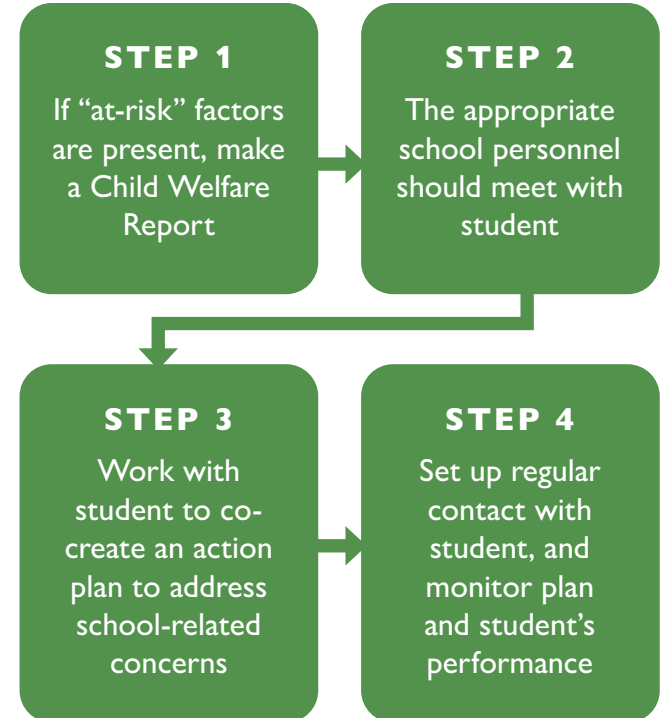 STEP 1
If “at-risk” factors
are present, make
a Child Welfare
Report
STEP 2
The appropriate
school personnel
should meet with
student
STEP 3
Work with
student to co-
create an action
plan to address
school-related
concerns
STEP 4
Set up regular
contact with
student, and
monitor plan
and student’s
performance